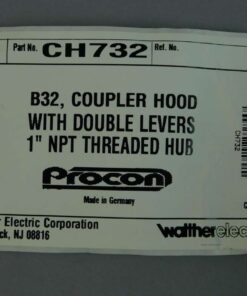 Part No. CH732 Ref. No.
B32, COUPLER HOOD
WITH DOUBLE LEVERS
1" NPT THREADED HUB
Procon
Made in Germany
Electric Corporation
NJ 08816
walther
CH732